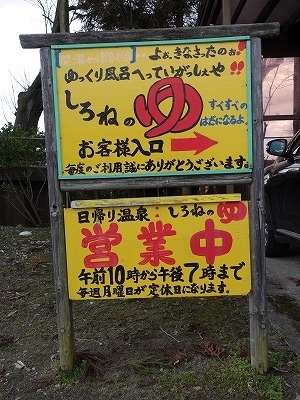 よぉ、きなさったのぉ!
ゆっくり風呂へっていがっしぇや!!
しろねの
ゆ
すべすべの
はだになるよ。
お客様入口
毎度のご利用誠にありがとうございます。
日帰り温泉：しろねのゆ
営業中
午前10時から午後7時まで
毎週月曜日が定休日になります。